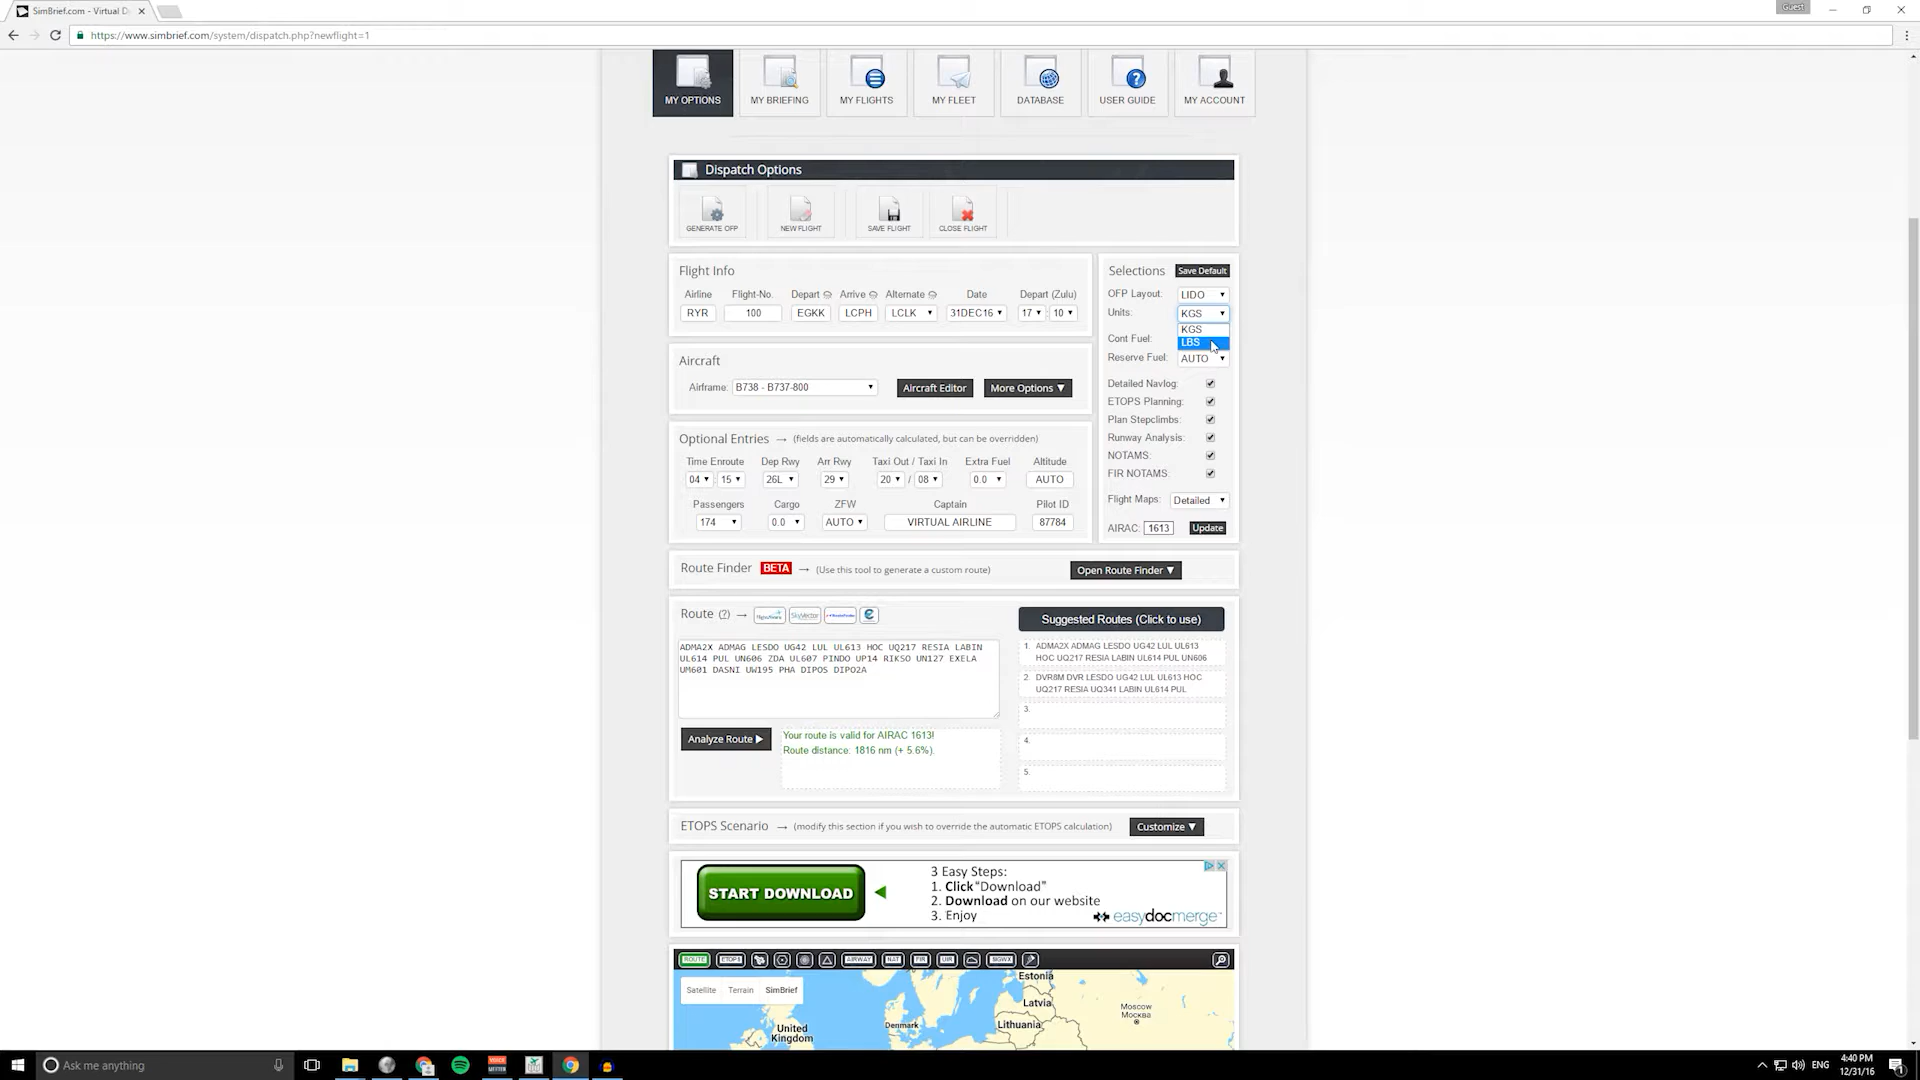 SimBrief.com - Virtual D
Guest
https://www.simbrief.com/system/dispatch.php?newflight=1
MY OPTIONS
MY BRIEFING
MY FLIGHTS
MY FLEET
DATABASE
USER GUIDE
MY ACCOUNT
Dispatch Options
GENERATE OFP
NEW FLIGHT
SAVE FLIGHT
CLOSE FLIGHT
Flight Info
Airline Flight-No. Depart Arrive Alternate Date Depart (Zulu)
RYR 100 EGKK LCPH LCLK 31DEC16 17 : 10
Selections Save Default
OFP Layout: LIDO
Units: KGS
KGS
LBS
Cont Fuel:
Reserve Fuel: AUTO
Detailed Navlog:
ETOPS Planning:
Plan Stepclimbs:
Runway Analysis:
NOTAMS:
FIR NOTAMS:
Flight Maps: Detailed
AIRAC: 1613 Update
Aircraft
Airframe: B738 - B737-800 Aircraft Editor More Options ▼
Optional Entries → (fields are automatically calculated, but can be overridden)
Time Enroute Dep Rwy Arr Rwy Taxi Out / Taxi In Extra Fuel Altitude
04 : 15 26L 29 20 / 08 0.0 AUTO
Passengers Cargo ZFW Captain Pilot ID
174 0.0 AUTO VIRTUAL AIRLINE 87784
Route Finder BETA → (Use this tool to generate a custom route) Open Route Finder ▼
Route (?) →
SkyVector
ADMA2X ADMAG LESDO UG42 LUL UL613 HOC UQ217 RESIA LABIN
UL614 PUL UN606 ZDA UL607 PINDO UP14 RIKSO UN127 EXELA
UM601 DASNI UW195 PHA DIPOS DIPO2A
Analyze Route ▶
Your route is valid for AIRAC 1613!
Route distance: 1816 nm (+ 5.6%).
Suggested Routes (Click to use)
1. ADMA2X ADMAG LESDO UG42 LUL UL613
HOC UQ217 RESIA LABIN UL614 PUL UN606
2. DVR8M DVR LESDO UG42 LUL UL613 HOC
UQ217 RESIA UQ341 LABIN UL614 PUL
3.
4.
5.
ETOPS Scenario → (modify this section if you wish to override the automatic ETOPS calculation) Customize ▼
START DOWNLOAD
3 Easy Steps:
1. Click "Download"
2. Download on our website
3. Enjoy
easydocmerge
ROUTE ETOPS AIRWAY NAT FIR UIR SIGWX
Satellite Terrain SimBrief
Estonia
Latvia
Lithuania
Moscow
Москва
Denmark
United
Kingdom
Ask me anything
ENG
4:40 PM
12/31/16